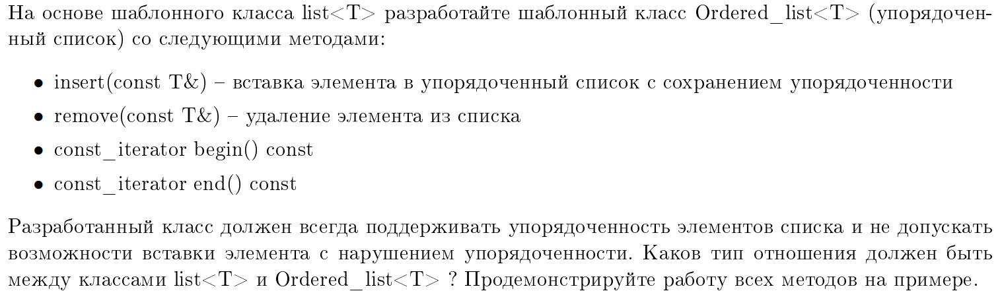 На основе шаблонного класса list<T> разработайте шаблонный класс Ordered_list<T> (упорядочен-
ный список) со следующими методами:
• insert(const T&) – вставка элемента в упорядоченный список с сохранением упорядоченности
• remove(const T&) – удаление элемента из списка
• const_iterator begin() const
• const_iterator end() const
Разработанный класс должен всегда поддерживать упорядоченность элементов списка и не допускать
возможности вставки элемента с нарушением упорядоченности. Каков тип отношения должен быть
между классами list<T> и Ordered_list<T> ? Продемонстрируйте работу всех методов на примере.